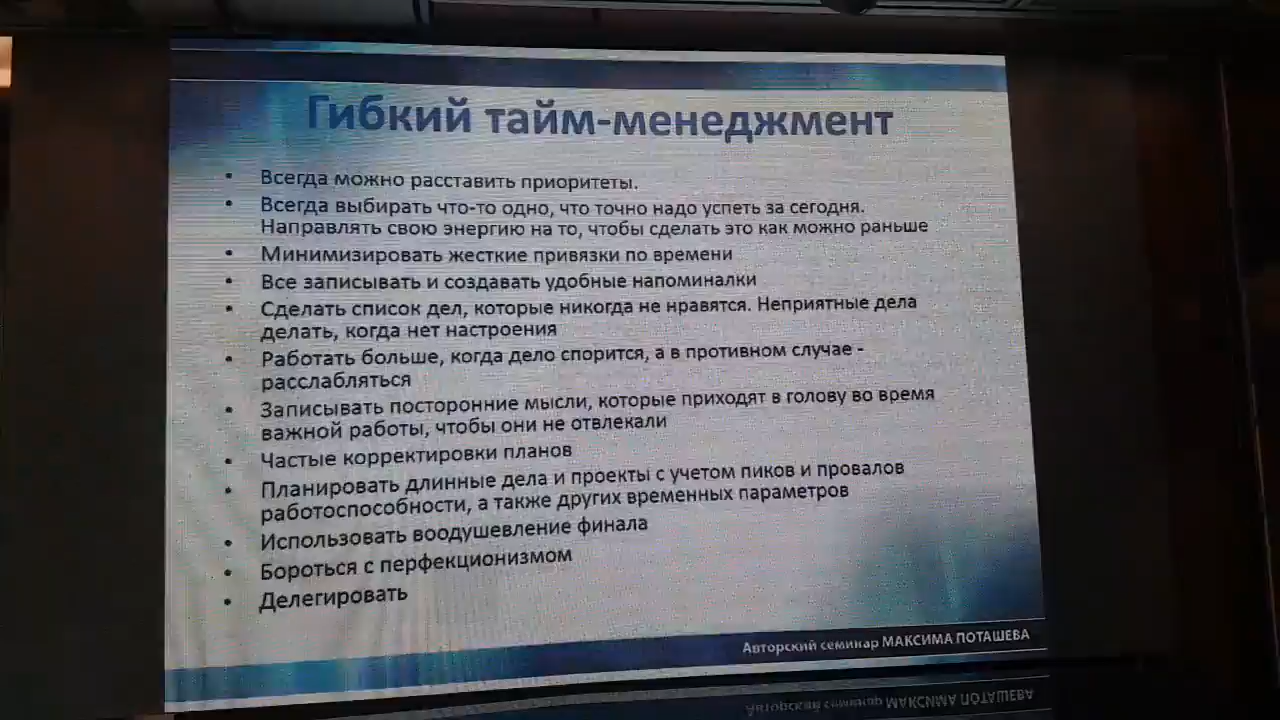 Гибкий тайм-менеджмент
• Всегда можно расставить приоритеты.
• Всегда выбирать что-то одно, что точно надо успеть за сегодня.
Направлять свою энергию на то, чтобы сделать это как можно раньше
• Минимизировать жесткие привязки по времени
• Все записывать и создавать удобные напоминалки
• Сделать список дел, которые никогда не нравятся. Неприятные дела
делать, когда нет настроения
• Работать больше, когда дело спорится, а в противном случае -
расслабляться
• Записывать посторонние мысли, которые приходят в голову во время
важной работы, чтобы они не отвлекали
• Частые корректировки планов
• Планировать длинные дела и проекты с учетом пиков и провалов
работоспособности, а также других временных параметров
• Использовать воодушевление финала
• Бороться с перфекционизмом
• Делегировать
Авторский семинар МАКСИМА ПОТАШЕВА